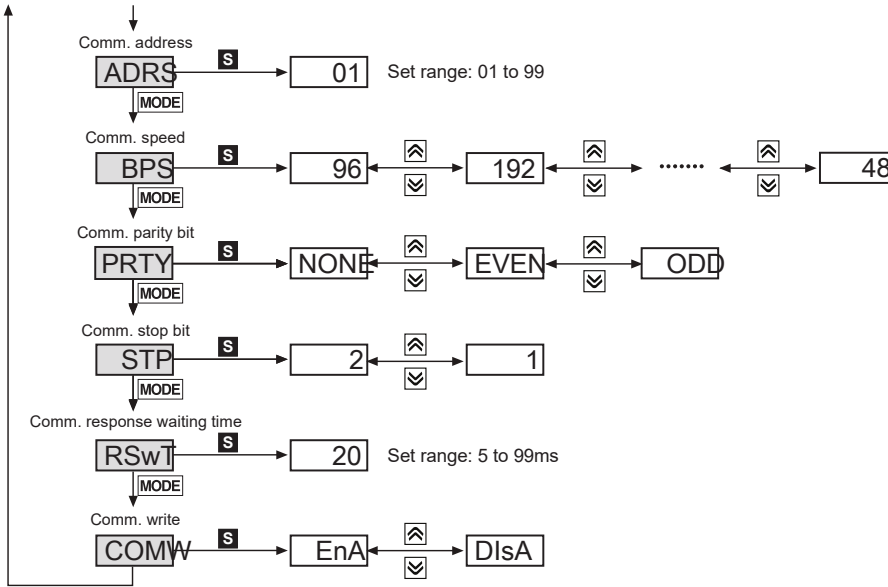 Comm. address
ADRS S 01 Set range: 01 to 99
MODE
Comm. speed
BPS S 96 192 ....... 48
MODE
Comm. parity bit
PRTY S NONE EVEN ODD
MODE
Comm. stop bit
STP S 2 1
MODE
Comm. response waiting time
RSwT S 20 Set range: 5 to 99ms
MODE
Comm. write
COMW S EnA DIsA